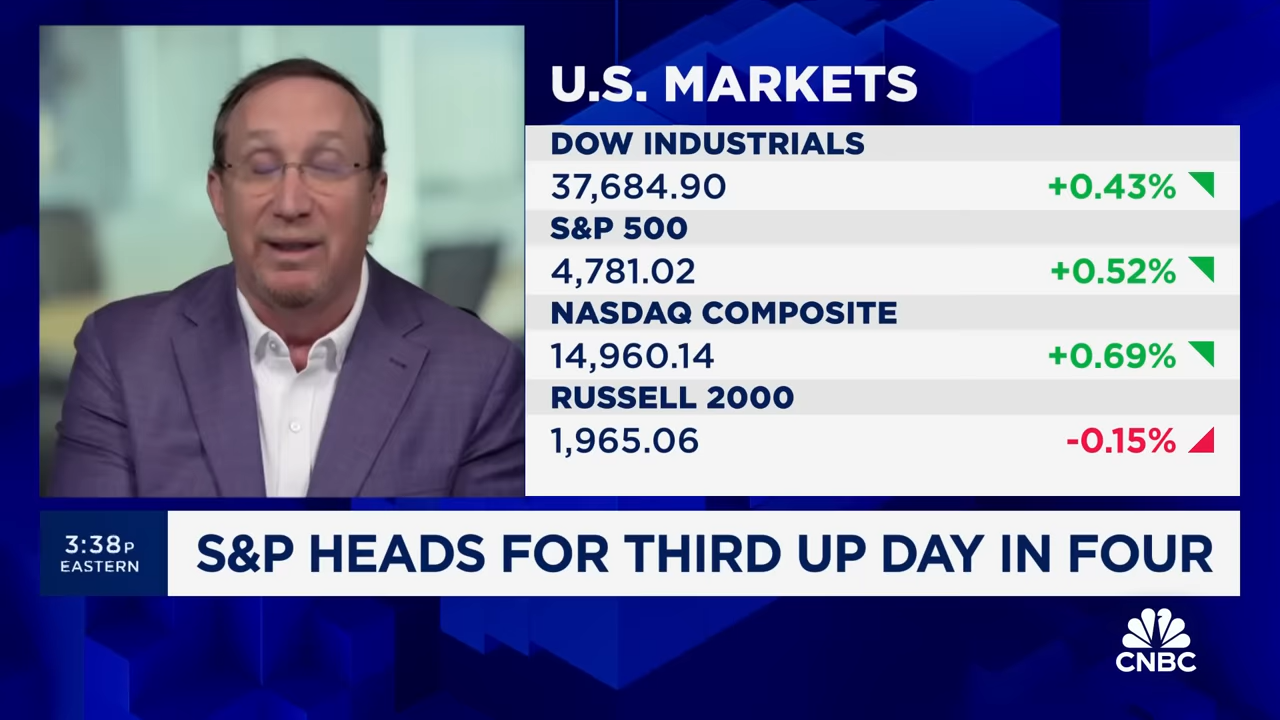 U.S. MARKETS
DOW INDUSTRIALS
37,684.90 +0.43%
S&P 500
4,781.02 +0.52%
NASDAQ COMPOSITE
14,960.14 +0.69%
RUSSELL 2000
1,965.06 -0.15%
3:38P
EASTERN
S&P HEADS FOR THIRD UP DAY IN FOUR
CNBC